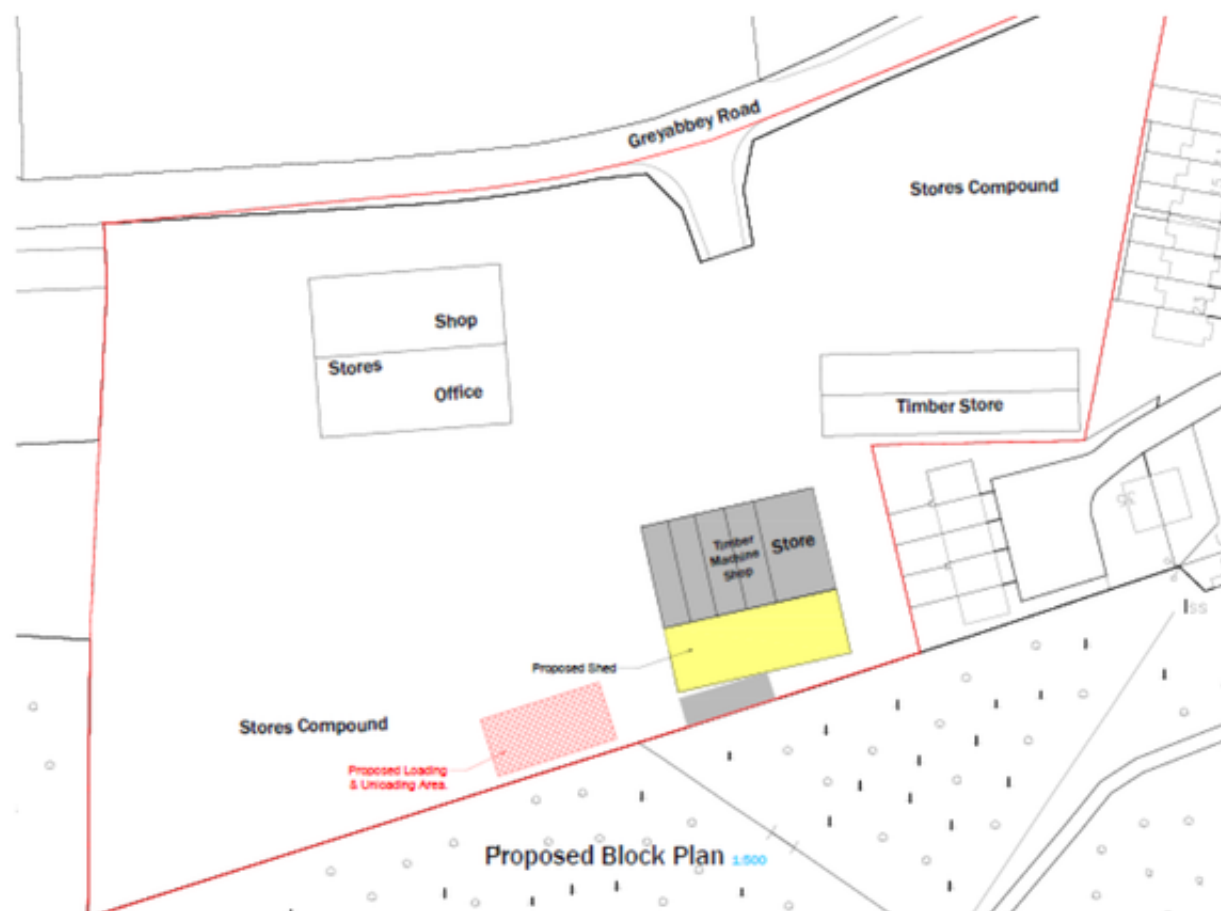 Greyabbey Road
Stores Compound
Shop
Stores
Office
Timber Store
Timber
Machine
Shop
Store
Proposed Shed
Stores Compound
Proposed Loading
& Unloading Area.
Proposed Block Plan 1:500